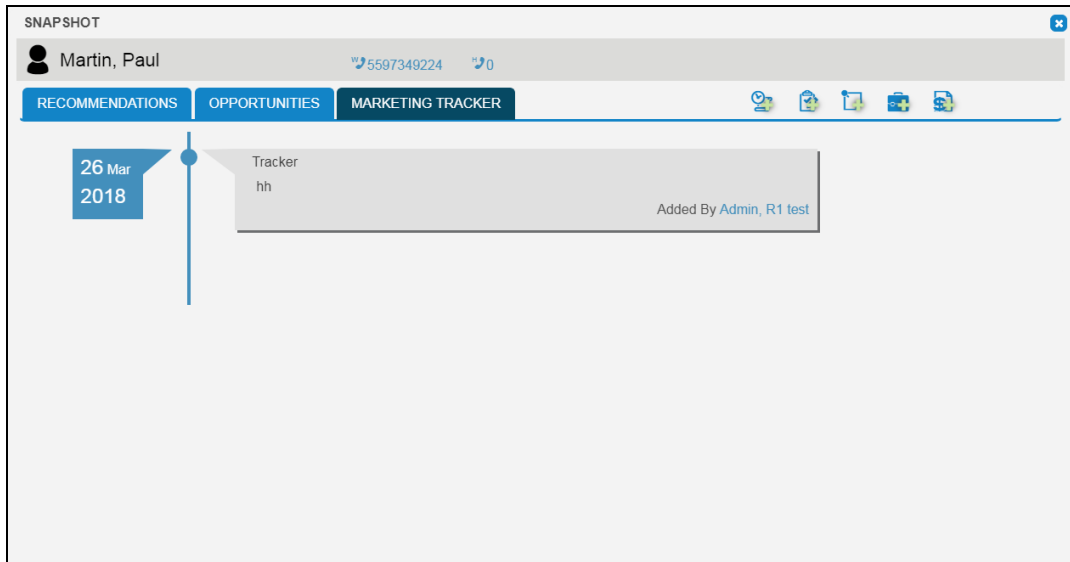 SNAPSHOT
Martin, Paul
W 5597349224 H 0
RECOMMENDATIONS OPPORTUNITIES MARKETING TRACKER
26 Mar
2018
Tracker
hh
Added By Admin, R1 test